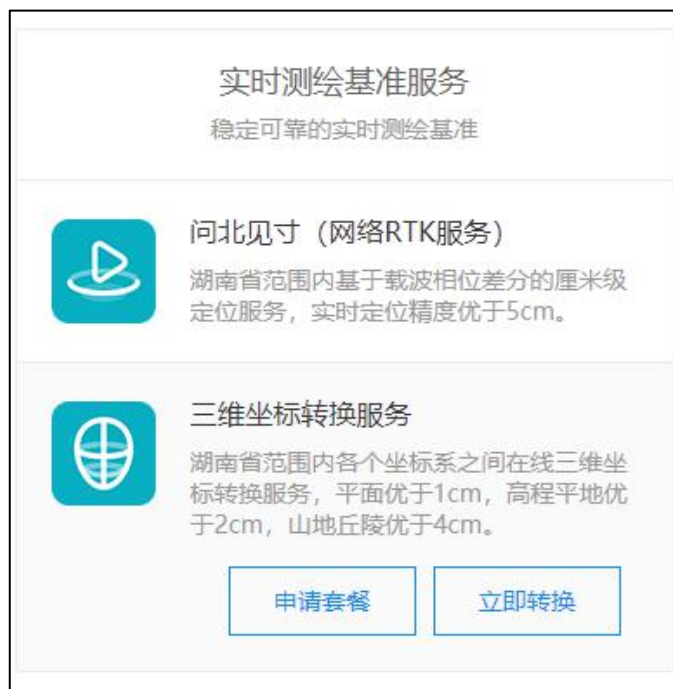 实时测绘基准服务
稳定可靠的实时测绘基准
问北见寸（网络RTK服务）
湖南省范围内基于载波相位差分的厘米级
定位服务，实时定位精度优于5cm。
三维坐标转换服务
湖南省范围内各个坐标系之间在线三维坐
标转换服务，平面优于1cm，高程平地优
于2cm，山地丘陵优于4cm。
申请套餐
立即转换